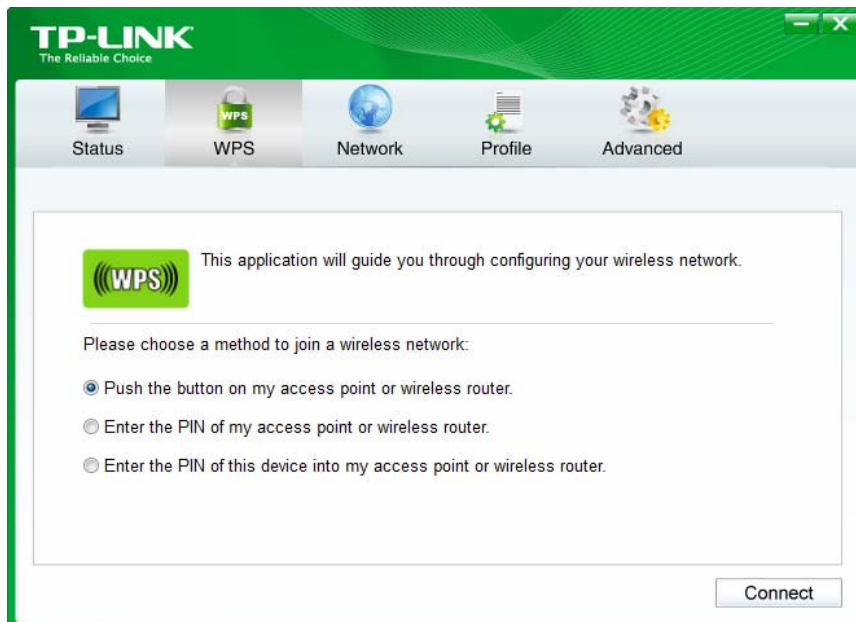 TP-LINK
The Reliable Choice
Status
WPS
WPS
Network
Profile
Advanced
WPS
This application will guide you through configuring your wireless network.
Please choose a method to join a wireless network:
Push the button on my access point or wireless router.
Enter the PIN of my access point or wireless router.
Enter the PIN of this device into my access point or wireless router.
Connect